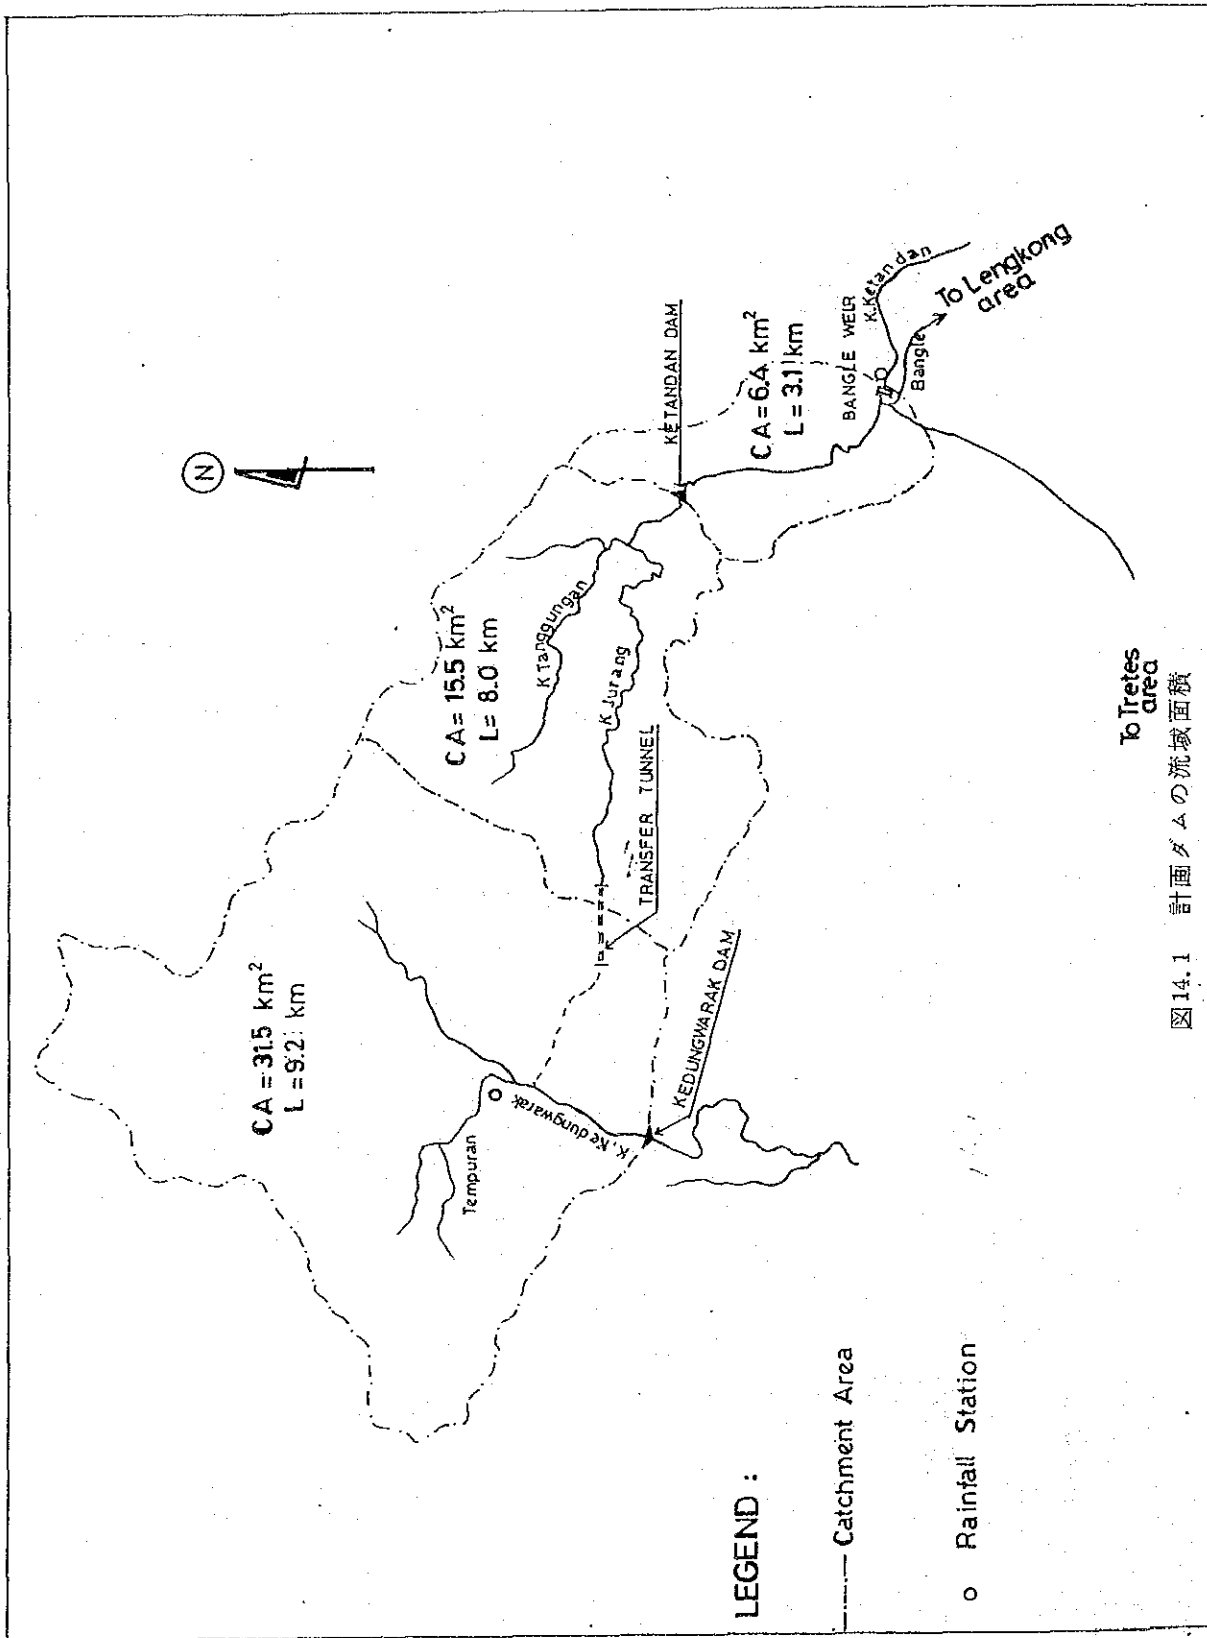 N
CA = 31.5 km²
L = 9.2 km
CA = 15.5 km²
L = 8.0 km
CA = 6.4 km²
L = 3.1 km
Tempuran
K. Kedungwarak
K Tanggungan
K Jurang
KETANDAN DAM
TRANSFER TUNNEL
KEDUNGWARAK DAM
BANGLE WEIR
K.Ketandan
Bangle
To Lengkong
area
To Tretes
area
LEGEND :
Catchment Area
Rainfall Station
図14.1 計画ダムの流域面積